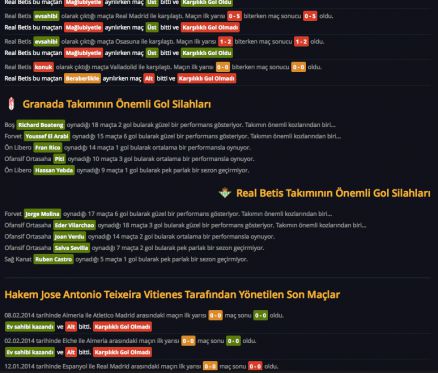 Real Betis bu maçtan Mağlubiyetle ayrılırken maç Üst bitti ve Karşılıklı Gol Olmadı
Real Betis evsahibi olarak çıktığı maçta Real Madrid ile karşılaştı. Maçın ilk yarısı 0 - 5 biterken maç sonucu 0 - 5 oldu.
Real Betis bu maçtan Mağlubiyetle ayrılırken maç Üst bitti ve Karşılıklı Gol Olmadı
Real Betis evsahibi olarak çıktığı maçta Osasuna ile karşılaştı. Maçın ilk yarısı 1 - 2 biterken maç sonucu 1 - 2 oldu.
Real Betis bu maçtan Mağlubiyetle ayrılırken maç Üst bitti ve Karşılıklı Gol Oldu
Real Betis konuk olarak çıktığı maçta Valladolid ile karşılaştı. Maçın ilk yarısı 0 - 0 biterken maç sonucu 0 - 0 oldu.
Real Betis bu maçtan Beraberlikle ayrılırken maç Alt bitti ve Karşılıklı Gol Olmadı
Granada Takımının Önemli Gol Silahları
Boş Richard Boateng oynadığı 18 maçta 2 gol bularak güzel bir performans gösteriyor. Takımın önemli kozlarından biri...
Forvet Youssef El Arabi oynadığı 15 maçta 6 gol bularak güzel bir performans gösteriyor. Takımın önemli kozlarından biri...
Ön Libero Fran Rico oynadığı 14 maçta 1 gol bularak ortalama bir performansla oynuyor.
Ofansif Ortasaha Piti oynadığı 10 maçta 3 gol bularak ortalama bir performansla oynuyor.
Ön Libero Hassan Yebda oynadığı 9 maçta 1 gol bularak pek parlak bir sezon geçirmiyor.
Real Betis Takımının Önemli Gol Silahları
Forvet Jorge Molina oynadığı 17 maçta 6 gol bularak güzel bir performans gösteriyor. Takımın önemli kozlarından biri...
Ofansif Ortasaha Eder Vilarchao oynadığı 18 maçta 3 gol bularak güzel bir performans gösteriyor. Takımın önemli kozlarından biri...
Ofansif Ortasaha Joan Verdu oynadığı 14 maçta 2 gol bularak ortalama bir performansla oynuyor.
Ofansif Ortasaha Salva Sevilla oynadığı 7 maçta 2 gol bularak pek parlak bir sezon geçirmiyor.
Sağ Kanat Ruben Castro oynadığı 5 maçta 1 gol bularak pek parlak bir sezon geçirmiyor.
Hakem Jose Antonio Teixeira Vitienes Tarafından Yönetilen Son Maçlar
08.02.2014 tarihinde Almeria ile Atletico Madrid arasındaki maçın ilk yarısı 0 - 0 maç sonu 0 - 0 oldu.
Ev sahibi kazandı ve Alt bitti. Karşılıklı Gol Olmadı
02.02.2014 tarihinde Elche ile Almeria arasındaki maçın ilk yarısı 0 - 0 maç sonu 0 - 0 oldu.
Ev sahibi kazandı ve Alt bitti. Karşılıklı Gol Olmadı
12.01.2014 tarihinde Espanyol ile Real Madrid arasındaki maçın ilk yarısı 0 - 0 maç sonu 0 - 0 oldu.